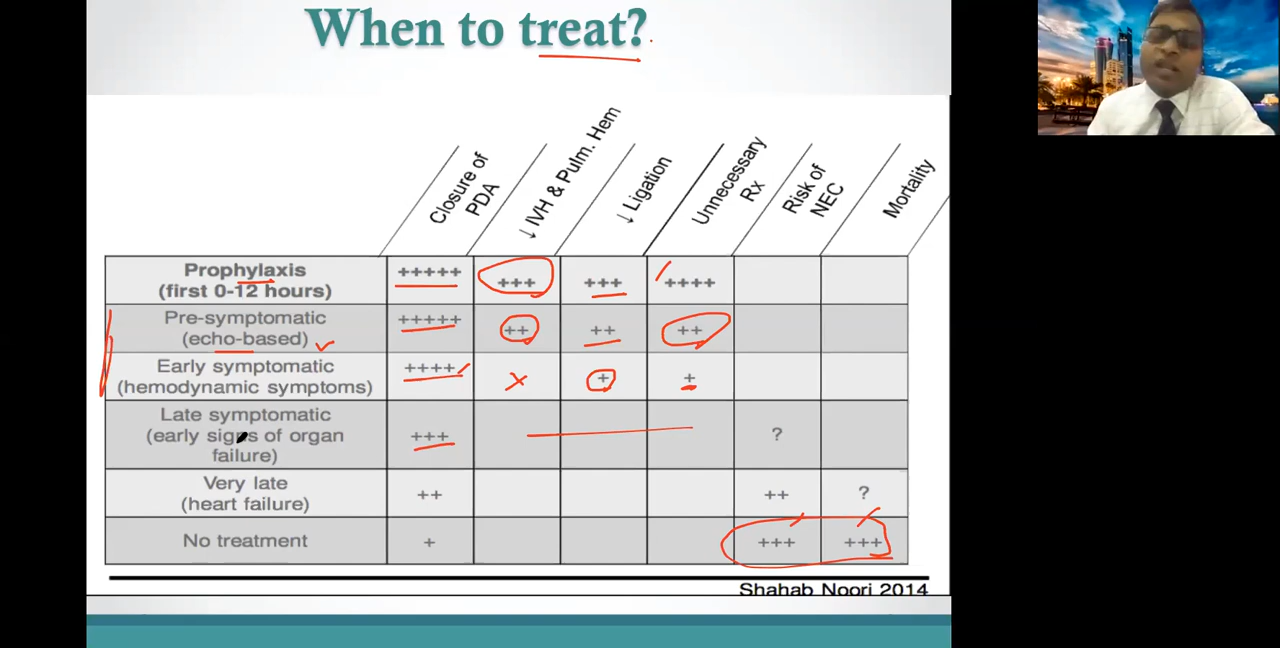 When to treat?
Closure of
PDA
↓ IVH & Pulm. Hem
↓ Ligation
Unnecessary
Rx
Risk of
NEC
Mortality
Prophylaxis
(first 0-12 hours)
+++++
+++
+++
++++
Pre-symptomatic
(echo-based)
+++++
++
++
++
Early symptomatic
(hemodynamic symptoms)
++++
+
+
Late symptomatic
(early signs of organ
failure)
+++
?
Very late
(heart failure)
++
++
?
No treatment
+
+++
+++
Shahab Noori 2014